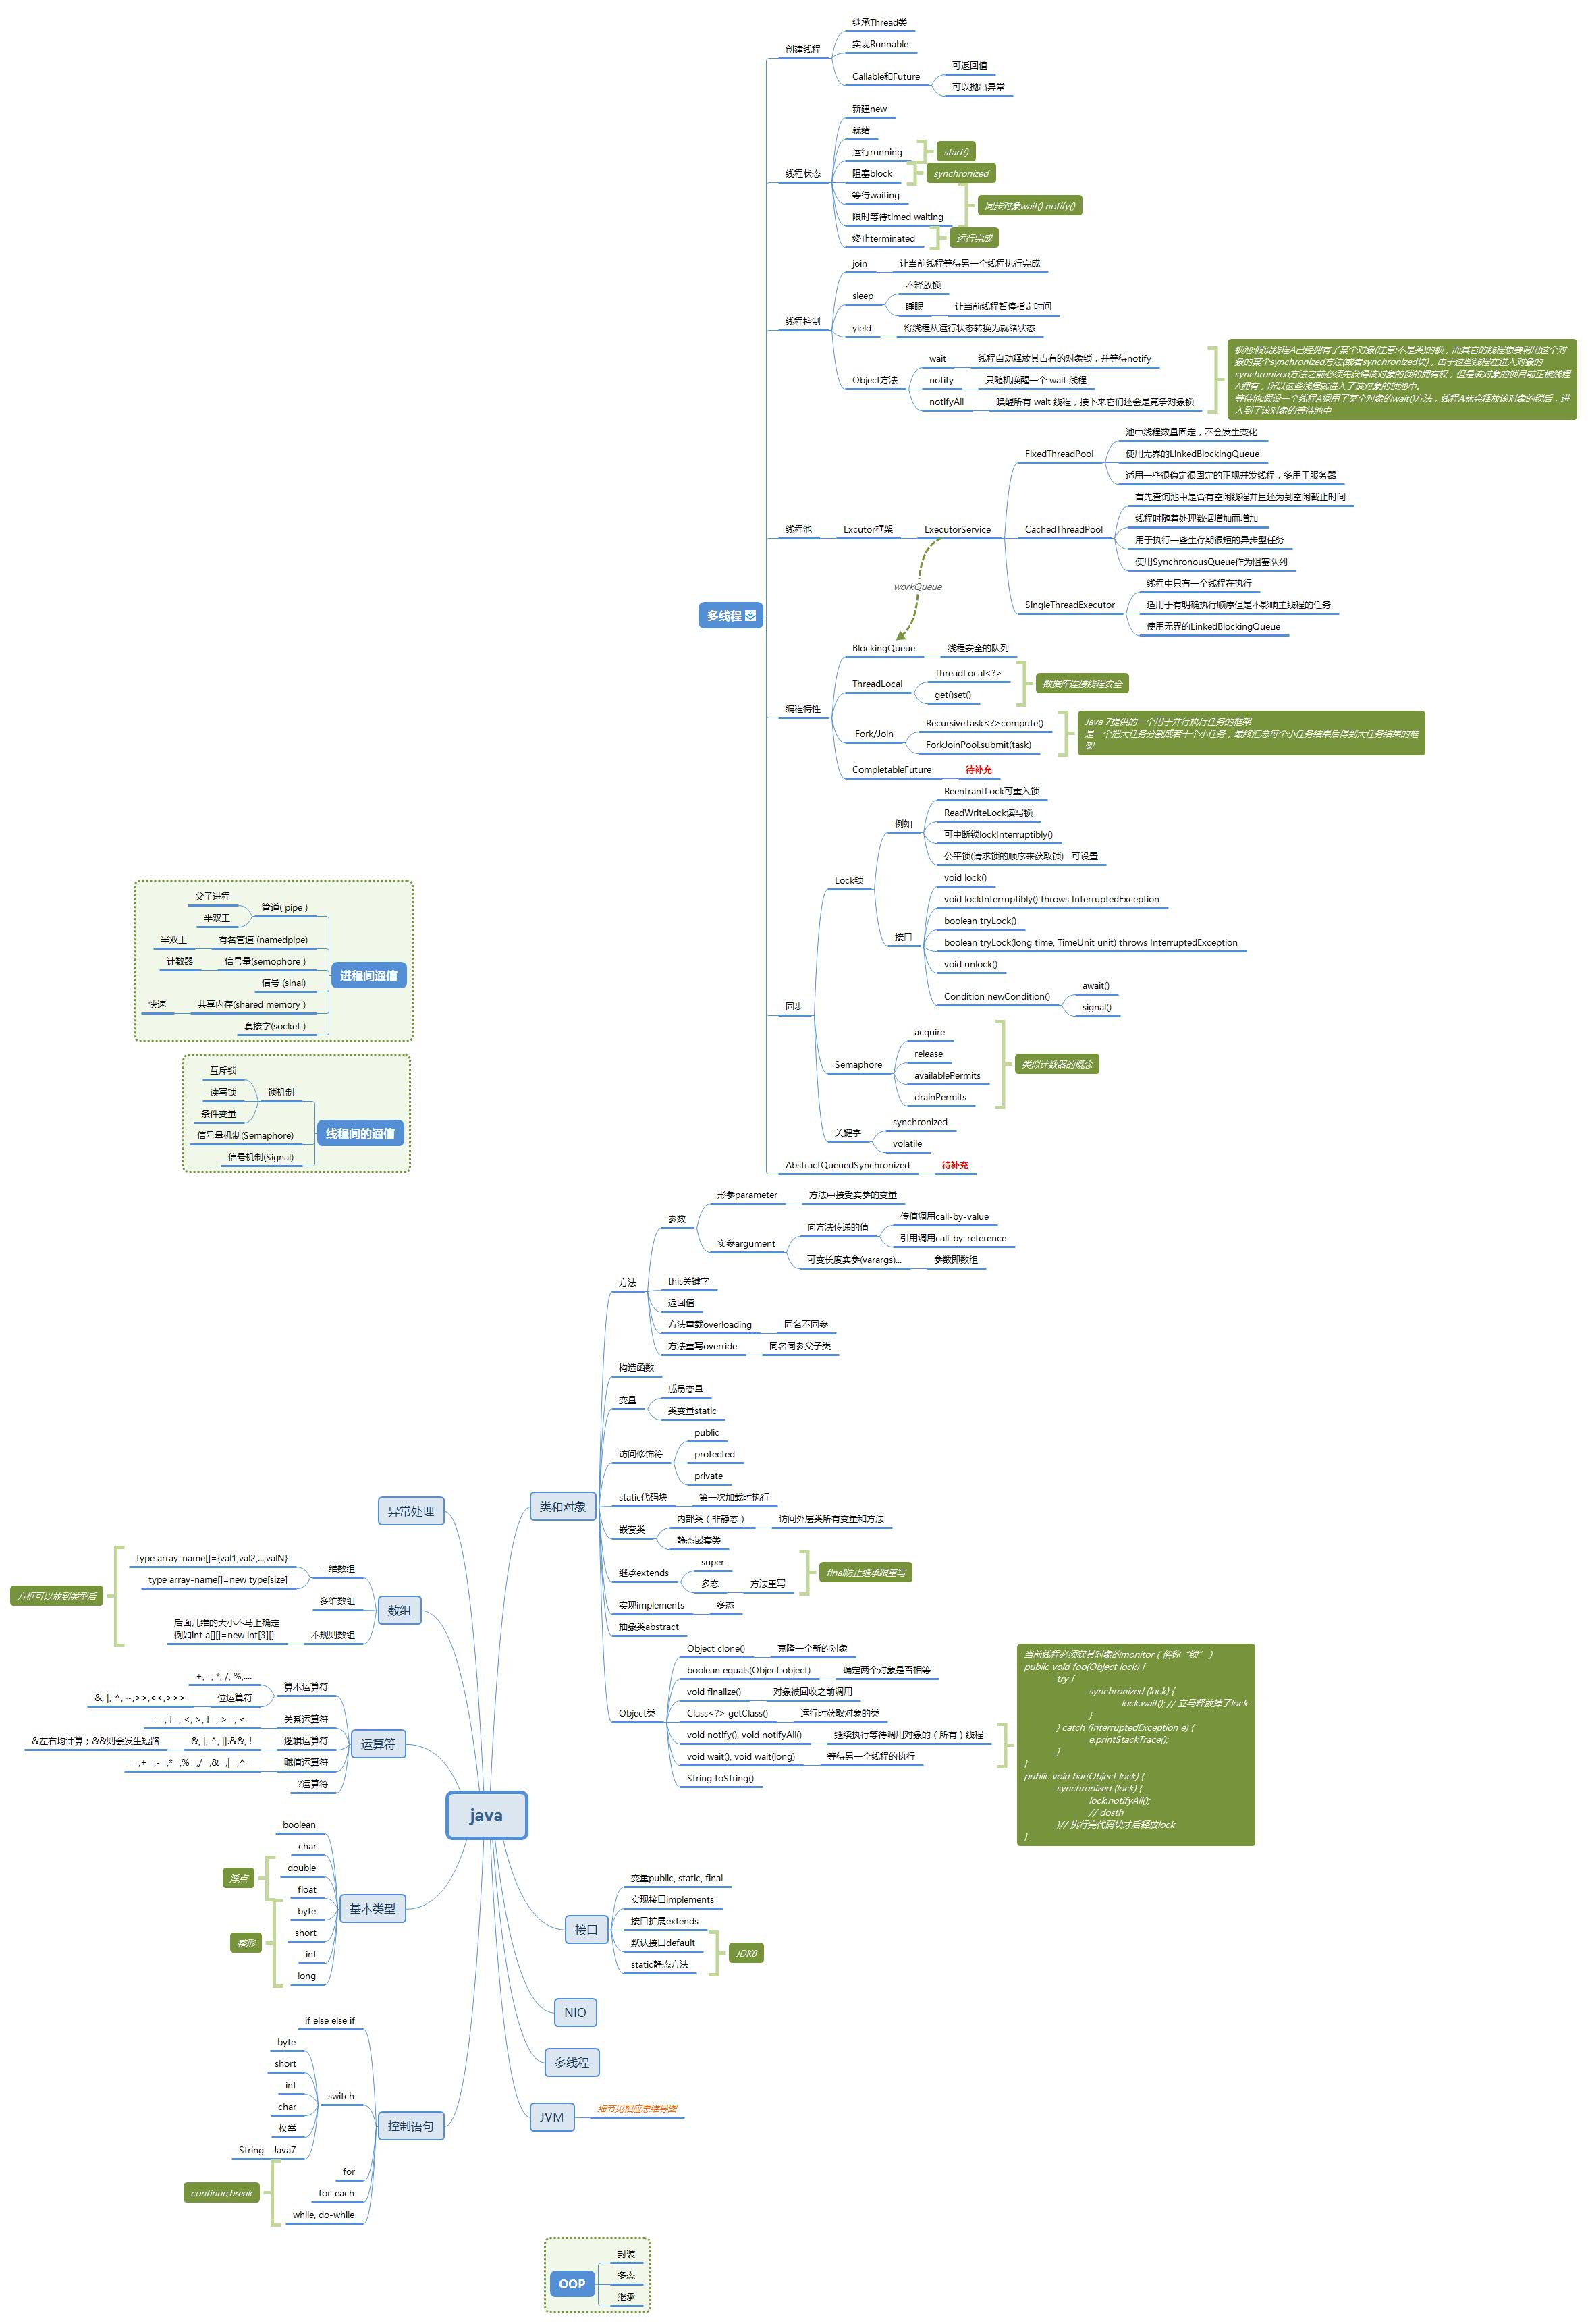 继承Thread类
创建线程
实现Runnable
Callable和Future
可返回值
可以抛出异常
线程状态
新建new
就绪
运行running
start()
阻塞block
synchronized
等待waiting
同步对象wait() notify()
限时等待timed waiting
终止terminated
运行完成
线程控制
join
让当前线程等待另一个线程执行完成
sleep
不释放锁
睡眠
让当前线程暂停指定时间
yield
将线程从运行状态转换为就绪状态
Object方法
wait
线程自动释放其占有的对象锁，并等待notify
notify
只随机唤醒一个 wait 线程
notifyAll
唤醒所有 wait 线程，接下来它们还会是竞争对象锁
锁池:假设线程A已经拥有了某个对象(注意:不是类)的锁，而其它的线程想要调用这个对
象的某个synchronized方法(或者synchronized块)，由于这些线程在进入对象的
synchronized方法之前必须先获得该对象的锁的拥有权，但是该对象的锁目前正被线程
A拥有，所以这些线程就进入了该对象的锁池中。
等待池:假设一个线程A调用了某个对象的wait()方法，线程A就会释放该对象的锁后，进
入到了该对象的等待池中
线程池
Excutor框架
ExecutorService
FixedThreadPool
池中线程数量固定，不会发生变化
使用无界的LinkedBlockingQueue
适用一些很稳定很固定的正规并发线程，多用于服务器
CachedThreadPool
首先查询池中是否有空闲线程并且还为到空闲截止时间
线程时随着处理数据增加而增加
用于执行一些生存期很短的异步型任务
使用SynchronousQueue作为阻塞队列
SingleThreadExecutor
线程中只有一个线程在执行
适用于有明确执行顺序但是不影响主线程的任务
使用无界的LinkedBlockingQueue
workQueue
多线程
编程特性
BlockingQueue
线程安全的队列
ThreadLocal
ThreadLocal<?>
get()set()
数据库连接线程安全
Fork/Join
RecursiveTask<?>compute()
ForkJoinPool.submit(task)
Java 7提供的一个用于并行执行任务的框架
是一个把大任务分割成若干个小任务，最终汇总每个小任务结果后得到大任务结果的框
架
CompletableFuture
待补充
同步
Lock锁
例如
ReentrantLock可重入锁
ReadWriteLock读写锁
可中断锁lockInterruptibly()
公平锁(请求锁的顺序来获取锁)--可设置
接口
void lock()
void lockInterruptibly() throws InterruptedException
boolean tryLock()
boolean tryLock(long time, TimeUnit unit) throws InterruptedException
void unlock()
Condition newCondition()
await()
signal()
Semaphore
acquire
release
availablePermits
drainPermits
类似计数器的概念
关键字
synchronized
volatile
AbstractQueuedSynchronized
待补充
进程间通信
管道( pipe )
父子进程
半双工
有名管道 (namedpipe)
半双工
信号量(semophore )
计数器
信号 (sinal)
共享内存(shared memory )
快速
套接字(socket )
线程间的通信
锁机制
互斥锁
读写锁
条件变量
信号量机制(Semaphore)
信号机制(Signal)
java
类和对象
方法
参数
形参parameter
方法中接受实参的变量
实参argument
向方法传递的值
传值调用call-by-value
引用调用call-by-reference
可变长度实参(varargs)...
参数即数组
this关键字
返回值
方法重载overloading
同名不同参
方法重写override
同名同参父子类
构造函数
变量
成员变量
类变量static
访问修饰符
public
protected
private
static代码块
第一次加载时执行
嵌套类
内部类（非静态）
访问外层类所有变量和方法
静态嵌套类
继承extends
super
多态
方法重写
final防止继承跟重写
实现implements
多态
抽象类abstract
Object类
Object clone()
克隆一个新的对象
boolean equals(Object object)
确定两个对象是否相等
void finalize()
对象被回收之前调用
Class<?> getClass()
运行时获取对象的类
void notify(), void notifyAll()
继续执行等待调用对象的（所有）线程
void wait(), void wait(long)
等待另一个线程的执行
String toString()
当前线程必须获其对象的monitor（俗称“锁”）
public void foo(Object lock) {
try {
synchronized (lock) {
lock.wait(); // 立马释放掉了lock
}
} catch (InterruptedException e) {
e.printStackTrace();
}
}
public void bar(Object lock) {
synchronized (lock) {
lock.notifyAll();
// dosth
}// 执行完代码块才后释放lock
}
异常处理
数组
一维数组
type array-name[]={val1,val2,...,valN}
type array-name[]=new type[size]
多维数组
不规则数组
后面几维的大小不马上确定
例如int a[][]=new int[3][]
方框可以放到类型后
运算符
算术运算符
+, -, *, /, %,....
位运算符
&, |, ^, ~,>>,<<,>>>
关系运算符
==, !=, <, >, !=, >=, <=
逻辑运算符
&, |, ^, ||,&&, !
&左右均计算；&&则会发生短路
赋值运算符
=,+=,-=,*=,%=,/=,&=,|=,^=
?运算符
基本类型
boolean
char
double
float
byte
short
int
long
浮点
整形
控制语句
if else else if
switch
byte
short
int
char
枚举
String -Java7
for
for-each
while, do-while
continue,break
接口
变量public, static, final
实现接口implements
接口扩展extends
默认接口default
static静态方法
JDK8
NIO
多线程
JVM
细节见相应思维导图
OOP
封装
多态
继承